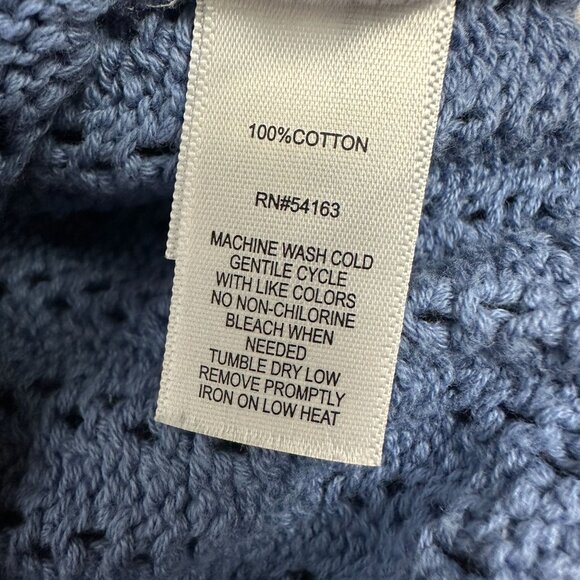 100%COTTON
RN#54163
MACHINE WASH COLD
GENTILE CYCLE
WITH LIKE COLORS
NO NON-CHILORINE
BLEACH WHEN
NEEDED
TUMBLE DRY LOW
REMOVE PROMPTLY
IRON ON LOW HEAT